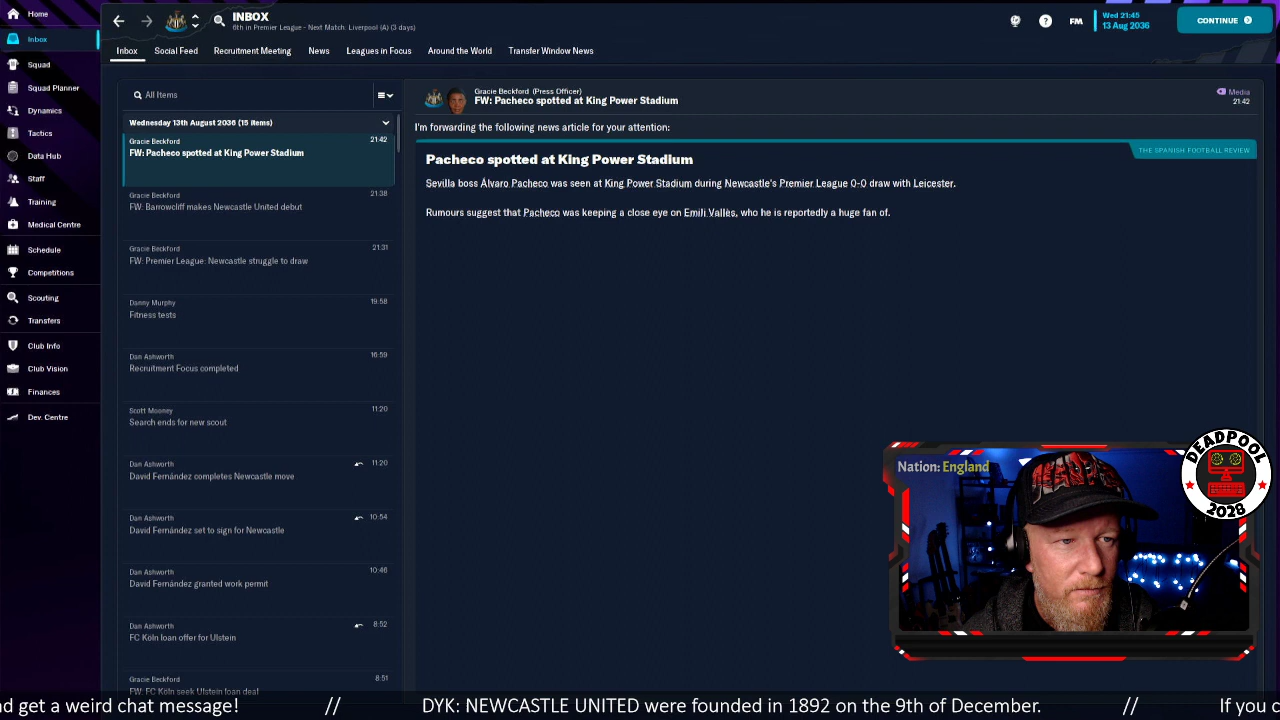 Home
Inbox
Squad
Squad Planner
Dynamics
Tactics
Data Hub
Staff
Training
Medical Centre
Schedule
Competitions
Scouting
Transfers
Club Info
Club Vision
Finances
Dev. Centre
INBOX
6th in Premier League - Next Match: Liverpool (A) (3 days)
FM
Wed 21:45
13 Aug 2036
CONTINUE
Inbox
Social Feed
Recruitment Meeting
News
Leagues in Focus
Around the World
Transfer Window News
All Items
Wednesday 13th August 2036 (15 Items)
Gracie Beckford 21:42
FW: Pacheco spotted at King Power Stadium
Gracie Beckford 21:38
FW: Barrowcliff makes Newcastle United debut
Gracie Beckford 21:31
FW: Premier League: Newcastle struggle to draw
Danny Murphy 19:58
Fitness tests
Dan Ashworth 16:59
Recruitment Focus completed
Scott Mooney 11:20
Search ends for new scout
Dan Ashworth 11:20
David Fernández completes Newcastle move
Dan Ashworth 10:54
David Fernández set to sign for Newcastle
Dan Ashworth 10:46
David Fernández granted work permit
Dan Ashworth 8:52
FC Köln loan offer for Ulstein
Gracie Beckford 8:51
FW: FC Köln seek Ulstein loan deal
Gracie Beckford (Press Officer)
FW: Pacheco spotted at King Power Stadium
Media
21:42
I'm forwarding the following news article for your attention:
THE SPANISH FOOTBALL REVIEW
Pacheco spotted at King Power Stadium
Sevilla boss Álvaro Pacheco was seen at King Power Stadium during Newcastle's Premier League 0-0 draw with Leicester.
Rumours suggest that Pacheco was keeping a close eye on Emili Vallès, who he is reportedly a huge fan of.
Nation: England
DEADPOOL
2028
nd get a weird chat message! // DYK: NEWCASTLE UNITED were founded in 1892 on the 9th of December. // If you c